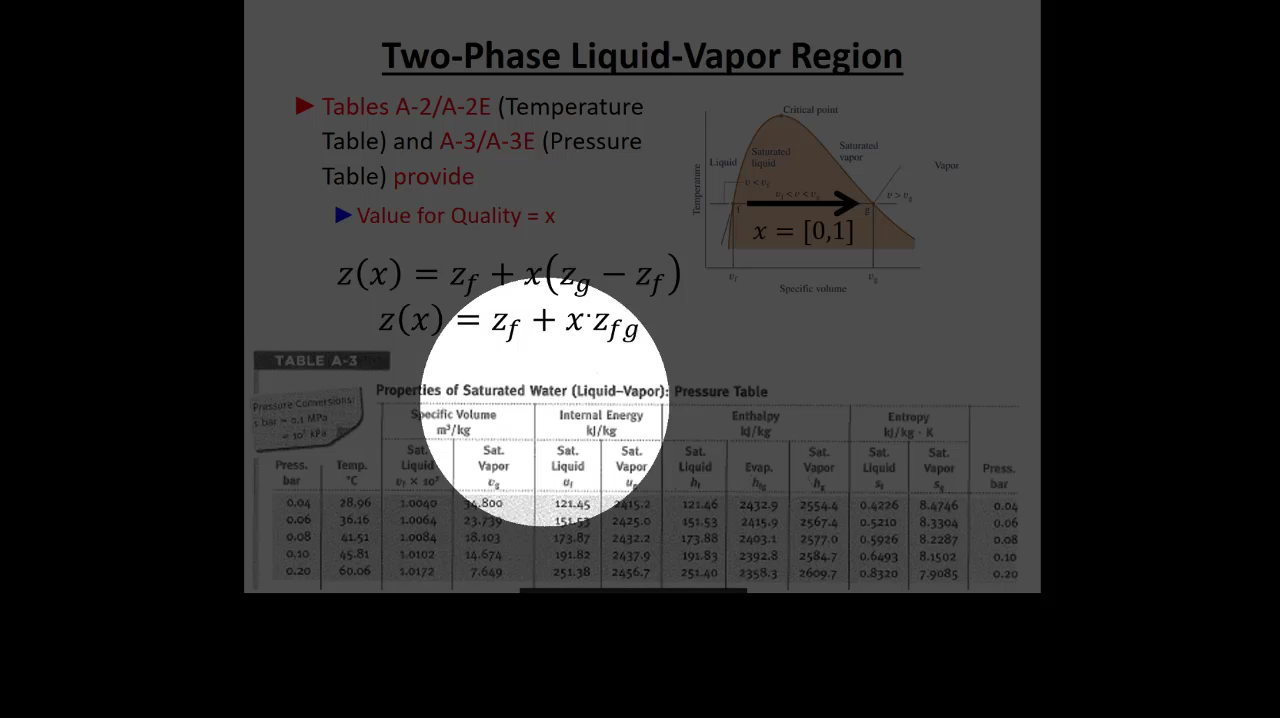 Two-Phase Liquid-Vapor Region
Tables A-2/A-2E (Temperature
Table) and A-3/A-3E (Pressure
Table) provide
Value for Quality = x
z(x) = z_f + x(z_g − z_f)
z(x) = z_f + x·z_fg
Critical point
Saturated
liquid
Saturated
vapor
Liquid
Vapor
v < v_f
v_f < v < v_g
v > v_g
f
g
x = [0,1]
Temperature
v_f
v_g
Specific volume
TABLE A-3
Pressure Conversions:
1 bar = 0.1 MPa
= 10² kPa
Properties of Saturated Water (Liquid–Vapor): Pressure Table
Specific Volume Internal Energy Enthalpy Entropy
m³/kg kJ/kg kJ/kg kJ/kg · K
Sat. Sat. Sat. Sat. Sat. Sat. Sat. Sat.
Press. Temp. Liquid Vapor Liquid Vapor Liquid Evap. Vapor Liquid Vapor Press.
bar °C v_f × 10³ v_g u_f u_g h_f h_fg h_g s_f s_g bar
0.04 28.96 1.0040 34.800 121.45 2415.2 121.46 2432.9 2554.4 0.4226 8.4746 0.04
0.06 36.16 1.0064 23.739 151.53 2425.0 151.53 2415.9 2567.4 0.5210 8.3304 0.06
0.08 41.51 1.0084 18.103 173.87 2432.2 173.88 2403.1 2577.0 0.5926 8.2287 0.08
0.10 45.81 1.0102 14.674 191.82 2437.9 191.83 2392.8 2584.7 0.6493 8.1502 0.10
0.20 60.06 1.0172 7.649 251.38 2456.7 251.40 2358.3 2609.7 0.8320 7.9085 0.20